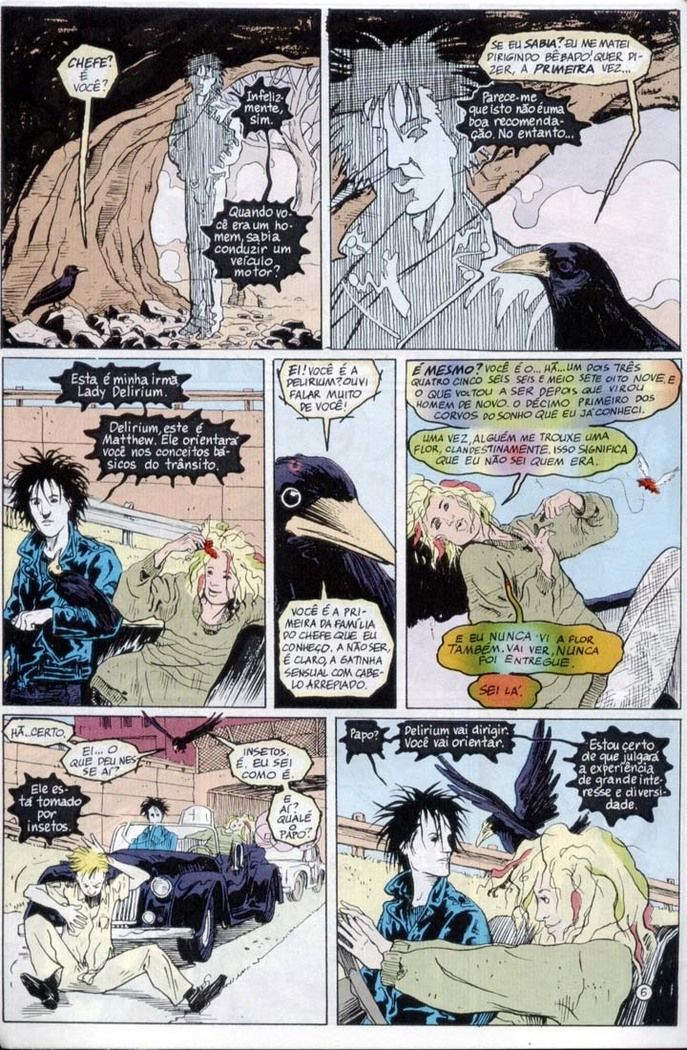 CHEFE?
É
VOCÊ?
Infeliz-
mente,
sim.
Quando vo-
cê era um ho-
mem, sabia
conduzir um
veículo
motor?
SE EU SABIA? EU ME MATEI
DIRIGINDO BÊBADO! QUER DI-
ZER, A PRIMEIRA VEZ...
Parece-me
que isto não é uma
boa recomenda-
ção. No entanto...
Esta é minha irmã
Lady Delirium.
Delirium, este é
Matthew. Ele orientará
você nos conceitos bá-
sicos do trânsito.
EI! VOCÊ É A
DELIRIUM? OUVI
FALAR MUITO
DE VOCÊ!
VOCÊ É A PRI-
MEIRA DA FAMÍLIA
DO CHEFE QUE EU
CONHEÇO. A NÃO SER,
É CLARO, A GATINHA
SENSUAL COM CABE-
LO ARREPIADO.
É MESMO? VOCÊ É O... HÃ... UM DOIS TRÊS
QUATRO CINCO SEIS SEIS E MEIO SETE OITO NOVE, E
O QUE VOLTOU A SER DEPOIS QUE VIROU
HOMEM DE NOVO. O DÉCIMO PRIMEIRO DOS
CORVOS DO SONHO QUE EU JÁ CONHECI.
UMA VEZ, ALGUÉM ME TROUXE UMA
FLOR, CLANDESTINAMENTE. ISSO SIGNIFICA
QUE EU NÃO SEI QUEM ERA.
E EU NUNCA VI A FLOR
TAMBÉM. VAI VER, NUNCA
FOI ENTREGUE.
SEI LÁ.
HÃ...CERTO.
EI... O
QUE DEU NES-
SE AÍ?
Ele es-
tá tomado
por
insetos.
INSETOS.
É. EU SEI
COMO É.
E
AÍ?
QUAL É
O
PAPO?
Papo?
Delirium vai dirigir.
Você vai orientar.
Estou certo
de que julgará
a experiência
de grande inte-
resse e diversi-
dade.
6